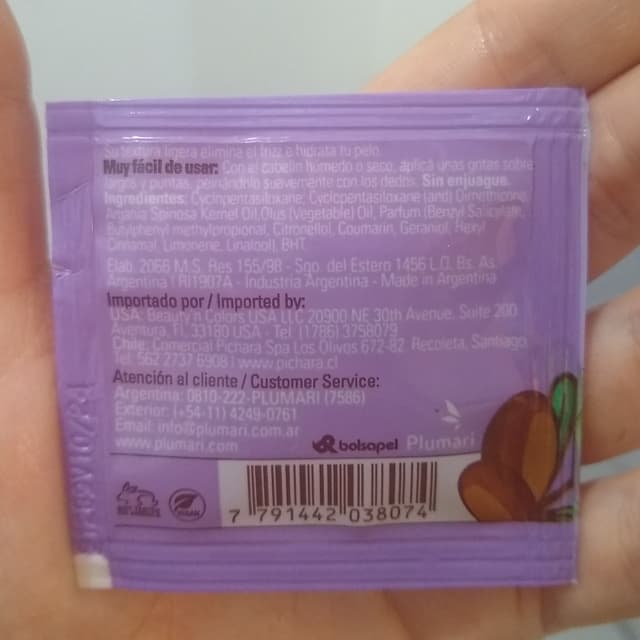 ligera elimina el frizz e hidrata tu pelo.
Muy fácil de usar: Con el cabello húmedo o seco, aplicá unas gotas sobre
largos y puntas, peinándolo suavemente con los dedos. Sin enjuague.
Ingredientes: Cyclopentasiloxane, Cyclopentasiloxane (and) Dimethicone,
Argania Spinosa Kernel Oil, Olus (Vegetable) Oil, Parfum (Benzyl Salicylate,
Butylphenyl methylpropional, Citronellol, Coumarin, Geraniol, Hexyl
Cinnamal, Limonene, Linalool), BHT
Elab. 2066 M.S. Res 155/98 - Sgo. del Estero 1456 L.O. Bs. As.
Argentina | RI1907A - Industria Argentina - Made in Argentina
Importado por / Imported by:
USA: Beauty n Colors USA LLC 20900 NE 30th Avenue, Suite 200
Aventura, FL 33180 USA - Tel: (1786) 3758079
Chile: Comercial Pichara Spa Los Olivos 672-82 Recoleta, Santiago
Tel: 562 2737 6908 | www.pichara.cl
Atención al cliente / Customer Service:
Argentina: 0810-222-PLUMARI (7586)
Exterior: (+54-11) 4249-0761
Email: info@plumari.com.ar
www.plumari.com
bolsapel Plumari
VEGAN
7 791442 038074